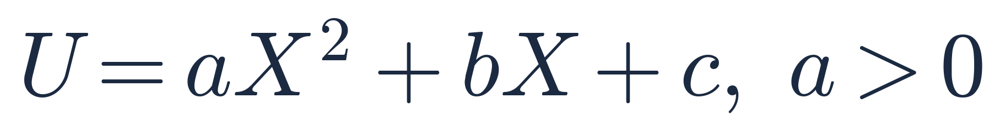 U = aX² + bX + c, a > 0